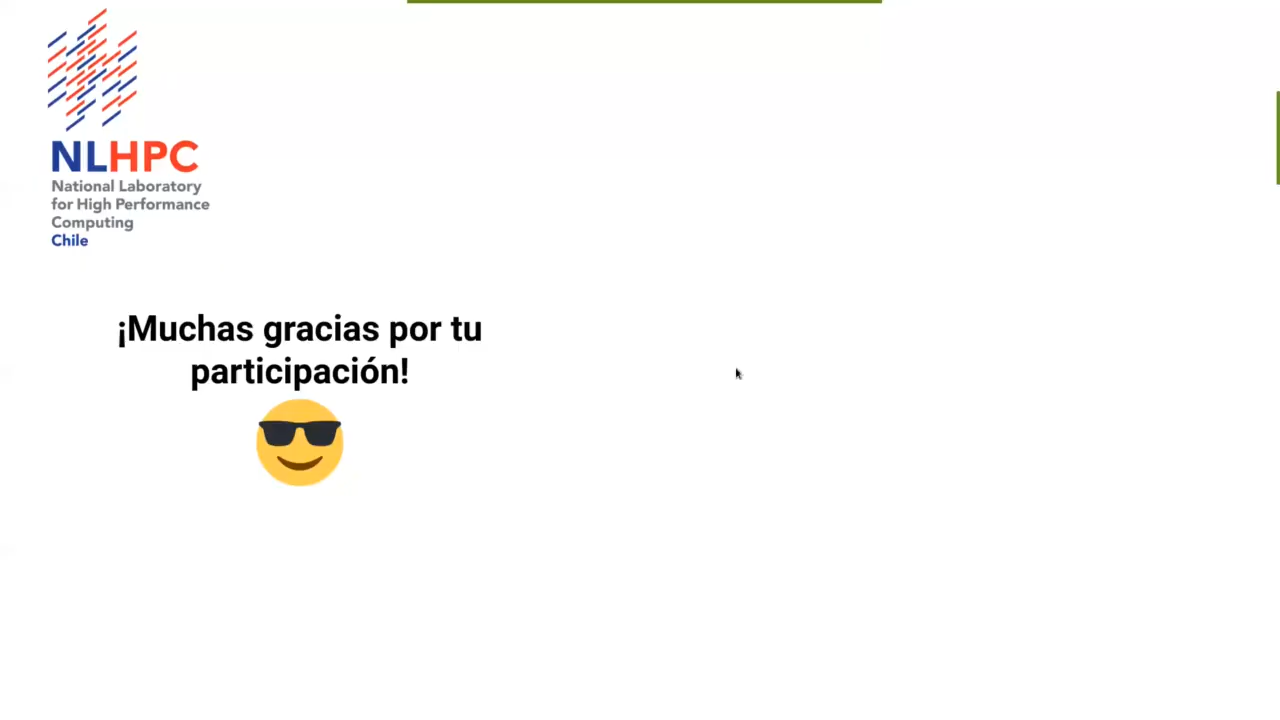 NLHPC
National Laboratory
for High Performance
Computing
Chile
¡Muchas gracias por tu
participación!